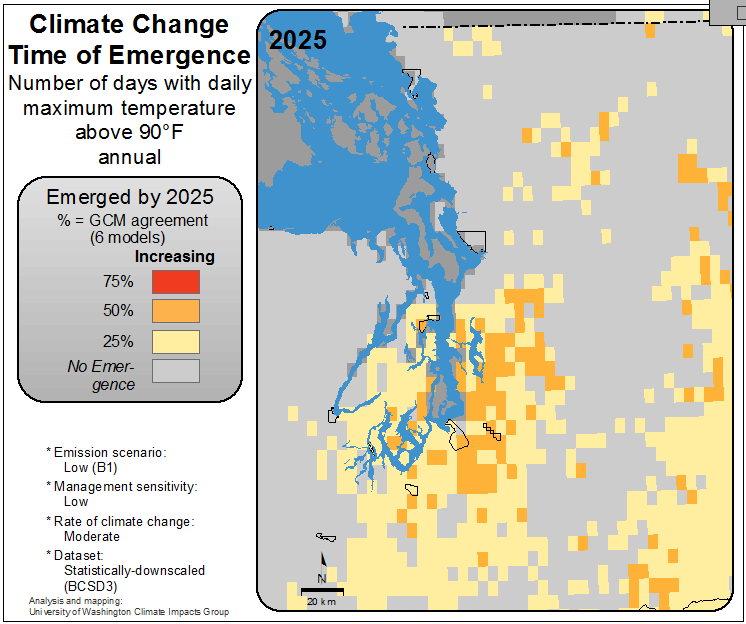 Climate Change
Time of Emergence
Number of days with daily
maximum temperature
above 90°F
annual
Emerged by 2025
% = GCM agreement
(6 models)
Increasing
75%
50%
25%
No Emer-
gence
* Emission scenario:
Low (B1)
* Management sensitivity:
Low
* Rate of climate change:
Moderate
* Dataset:
Statistically-downscaled
(BCSD3)
Analysis and mapping:
University of Washington Climate Impacts Group
2025
N
20 km